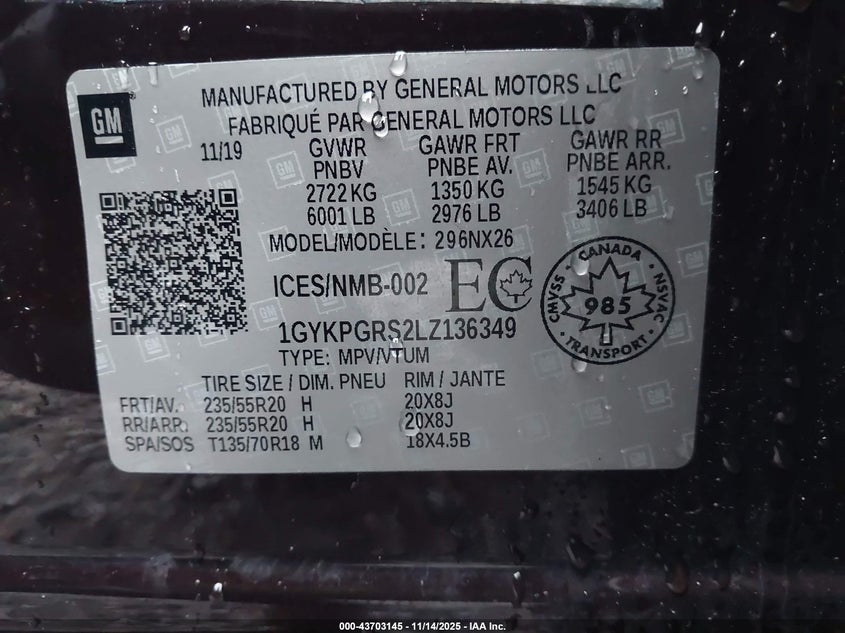 GM
MANUFACTURED BY GENERAL MOTORS LLC
FABRIQUÉ PAR GENERAL MOTORS LLC
11/19 GVWR GAWR FRT GAWR RR
PNBV PNBE AV. PNBE ARR.
2722 KG 1350 KG 1545 KG
6001 LB 2976 LB 3406 LB
MODEL/MODÈLE: 296NX26
ICES/NMB-002 EC
CANADA
CMVSS 985 NSVAC
TRANSPORT
1GYKPGRS2LZ136349
TYPE: MPV/VTUM
TIRE SIZE / DIM. PNEU RIM / JANTE
FRT/AV. 235/55R20 H 20X8J
RR/ARR. 235/55R20 H 20X8J
SPA/SOS T135/70R18 M 18X4.5B
000-43703145 - 11/14/2025 - IAA Inc.